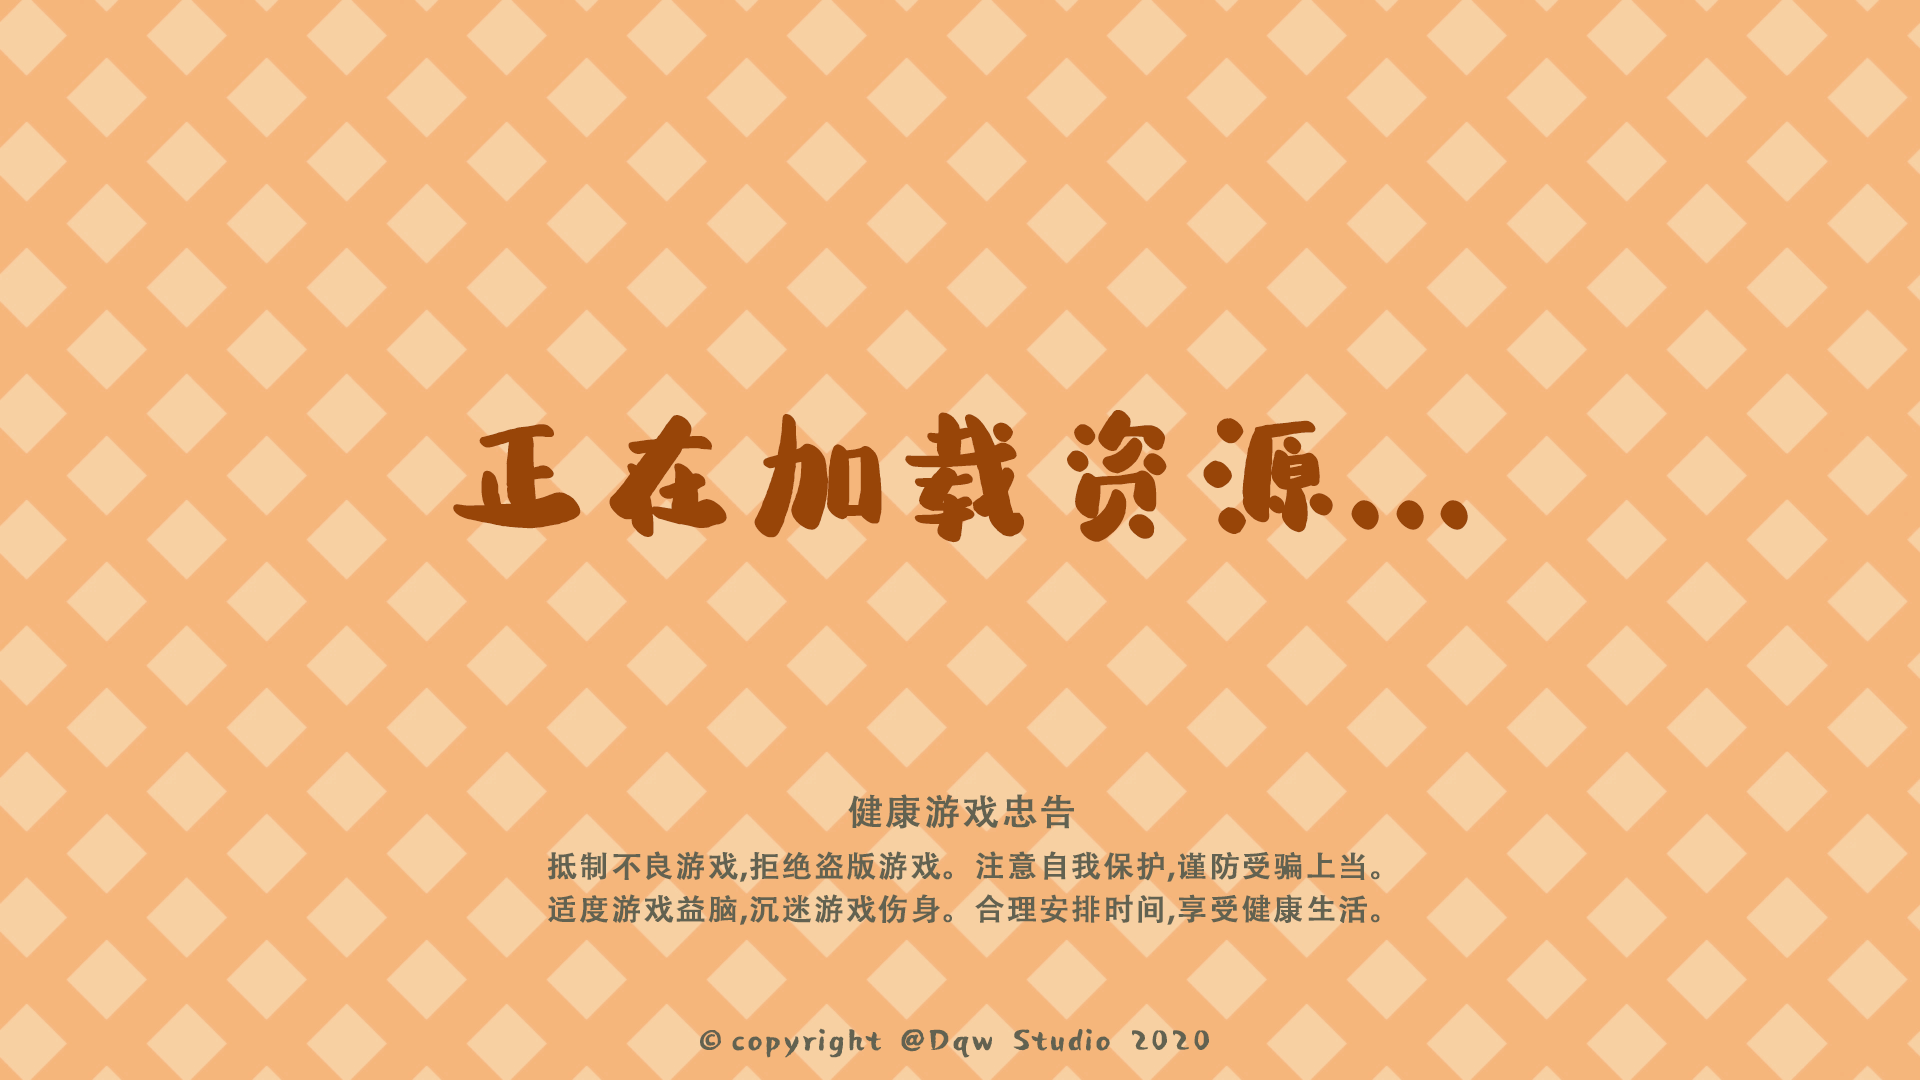 正在加载资源...
健康游戏忠告
抵制不良游戏,拒绝盗版游戏。注意自我保护,谨防受骗上当。
适度游戏益脑,沉迷游戏伤身。合理安排时间,享受健康生活。
© copyright @Dqw Studio 2020